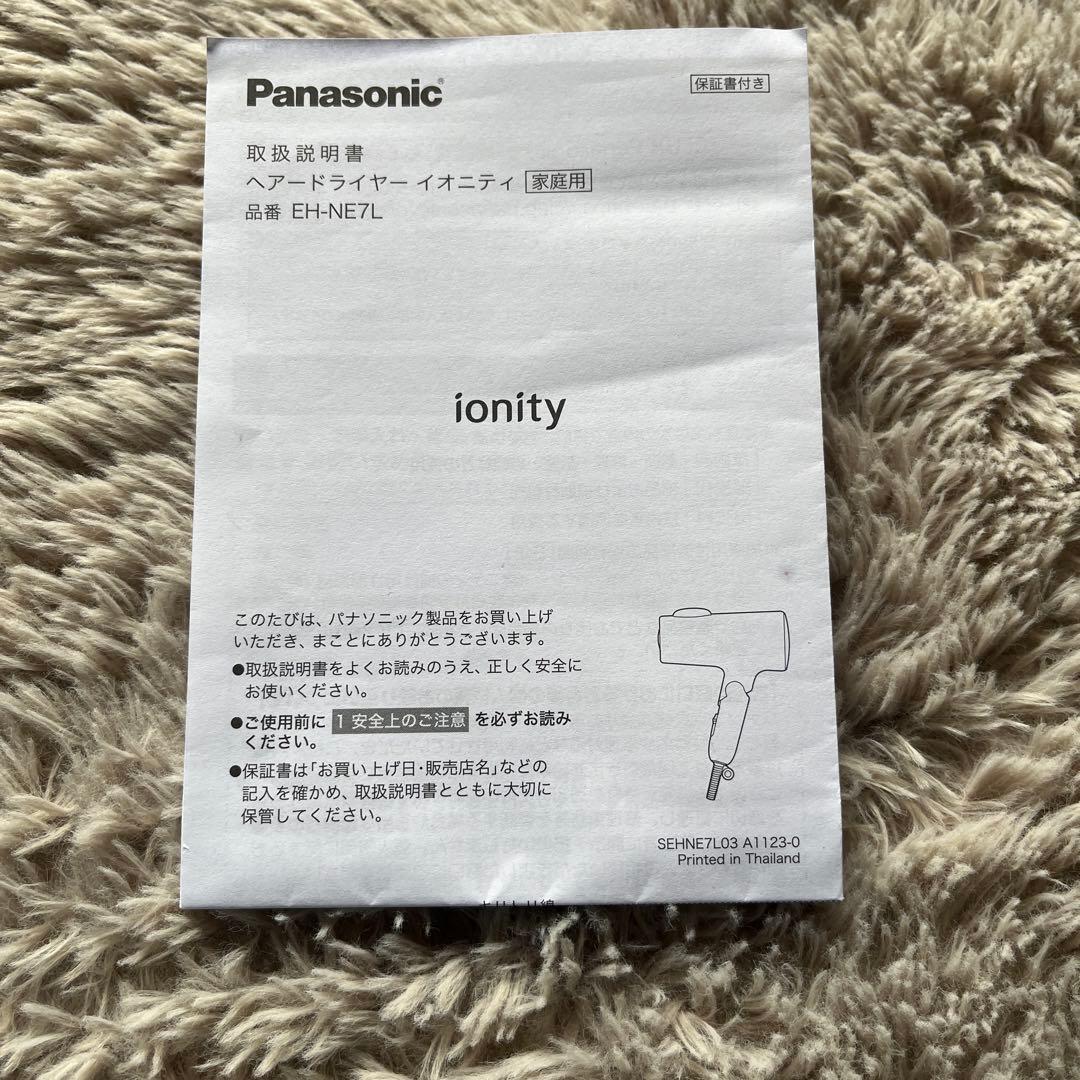 Panasonic®
保証書付き
取扱説明書
ヘアードライヤー イオニティ 家庭用
品番 EH-NE7L
ionity
このたびは、パナソニック製品をお買い上げ
いただき、まことにありがとうございます。
●取扱説明書をよくお読みのうえ、正しく安全に
お使いください。
●ご使用前に 1 安全上のご注意 を必ずお読み
ください。
●保証書は「お買い上げ日・販売店名」などの
記入を確かめ、取扱説明書とともに大切に
保管してください。
SEHNE7L03 A1123-0
Printed in Thailand